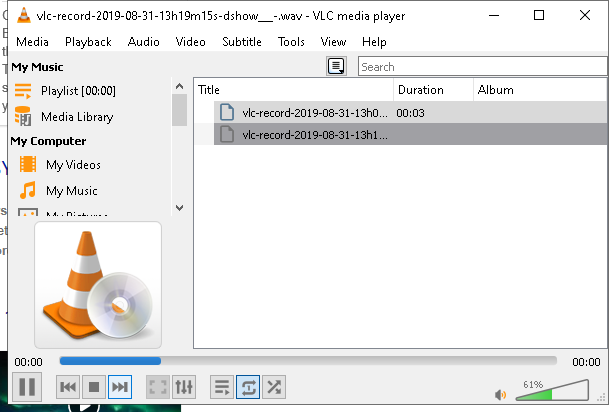 vlc-record-2019-08-31-13h19m15s-dshow__-.wav - VLC media player
Media Playback Audio Video Subtitle Tools View Help
My Music
Search
Playlist [00:00]
Media Library
My Computer
My Videos
My Music
My Pictures
Title Duration Album
vlc-record-2019-08-31-13h0... 00:03
vlc-record-2019-08-31-13h1...
00:00 00:00
61%